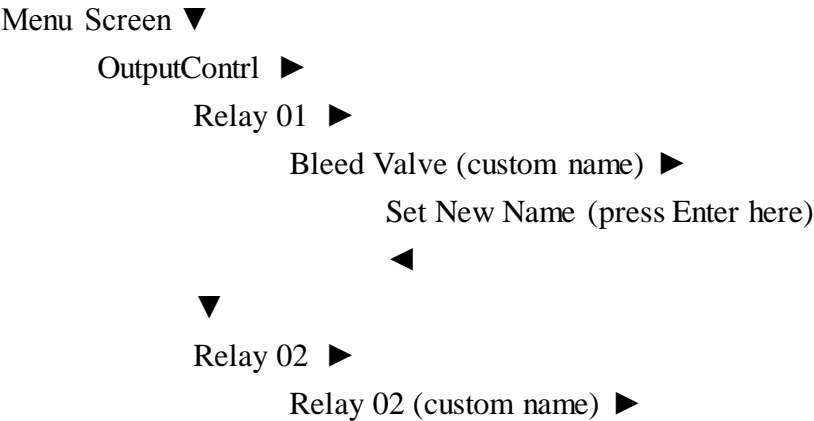 Menu Screen ▼
OutputContrl ►
Relay 01 ►
Bleed Valve (custom name) ►
Set New Name (press Enter here)
◄
▼
Relay 02 ►
Relay 02 (custom name) ►